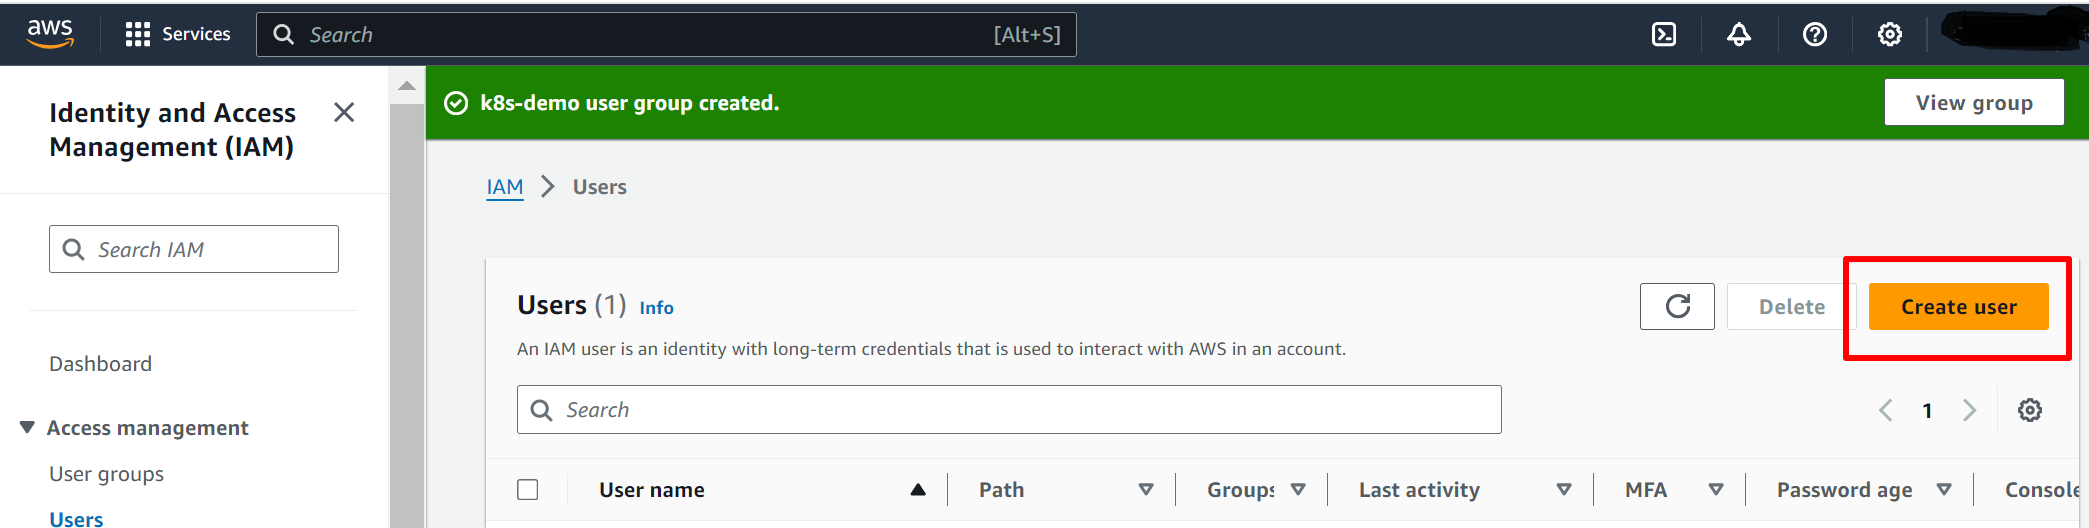 aws
Services
Search
[Alt+S]
Identity and Access
Management (IAM)
Search IAM
Dashboard
Access management
User groups
Users
k8s-demo user group created.
View group
IAM
Users
Users (1) Info
Delete
Create user
An IAM user is an identity with long-term credentials that is used to interact with AWS in an account.
Search
1
User name
Path
Groups
Last activity
MFA
Password age
Console